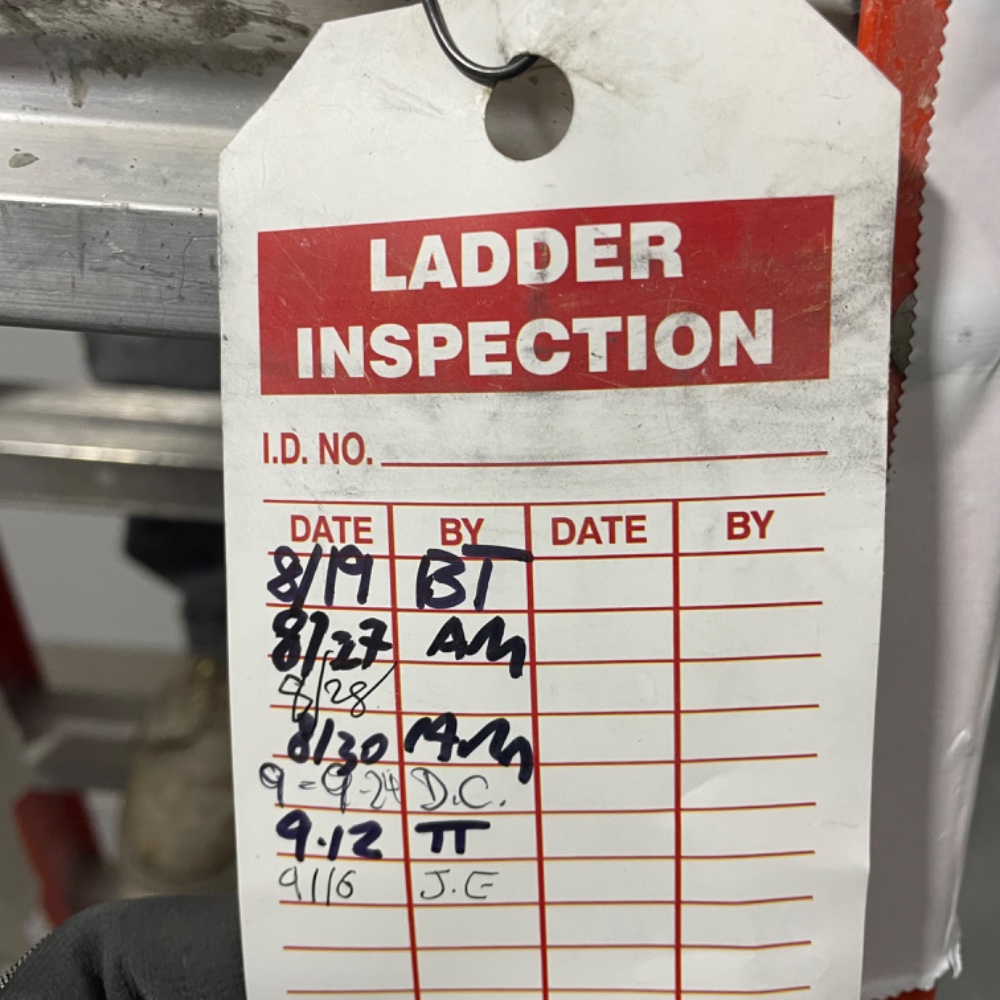 LADDER
INSPECTION
I.D. NO.
DATE BY DATE BY
8/19 BT
8/27 AM
8/28
8/30 AM
9-9-24 D.C.
9.12 TT
9/16 J.E